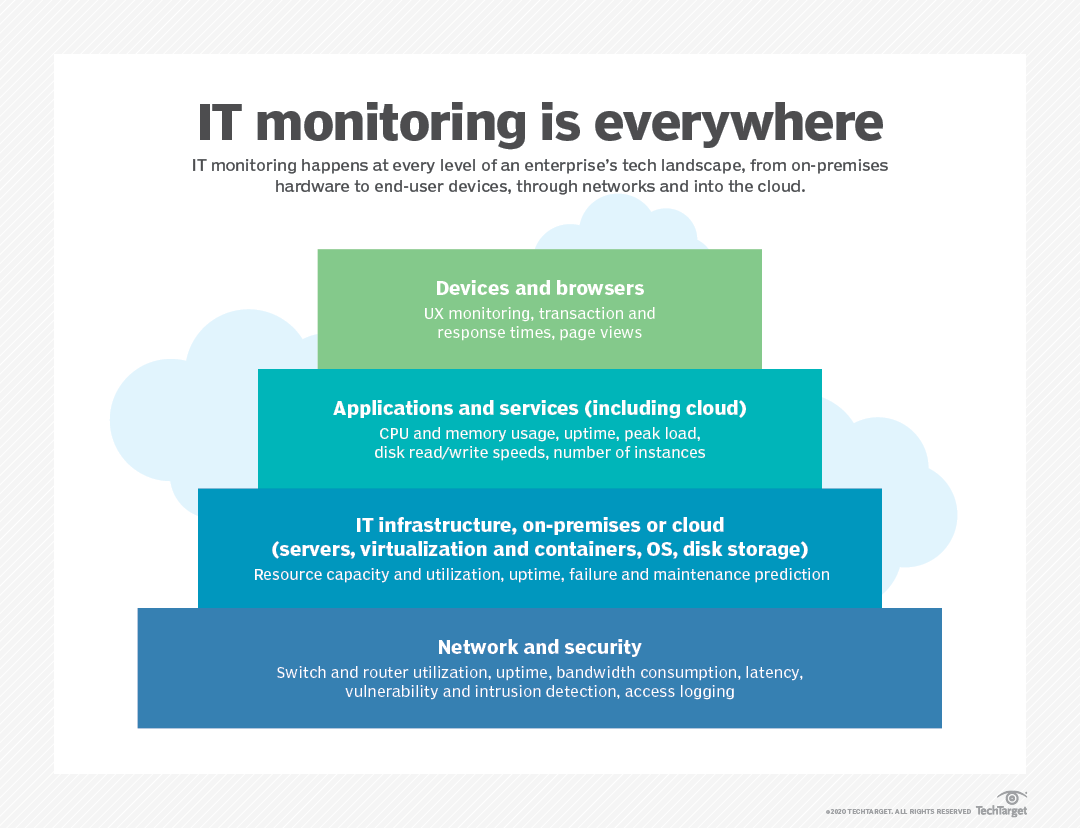 IT monitoring is everywhere
IT monitoring happens at every level of an enterprise’s tech landscape, from on-premises
hardware to end-user devices, through networks and into the cloud.
Devices and browsers
UX monitoring, transaction and
response times, page views
Applications and services (including cloud)
CPU and memory usage, uptime, peak load,
disk read/write speeds, number of instances
IT infrastructure, on-premises or cloud
(servers, virtualization and containers, OS, disk storage)
Resource capacity and utilization, uptime, failure and maintenance prediction
Network and security
Switch and router utilization, uptime, bandwidth consumption, latency,
vulnerability and intrusion detection, access logging
©2020 TECHTARGET. ALL RIGHTS RESERVED TechTarget